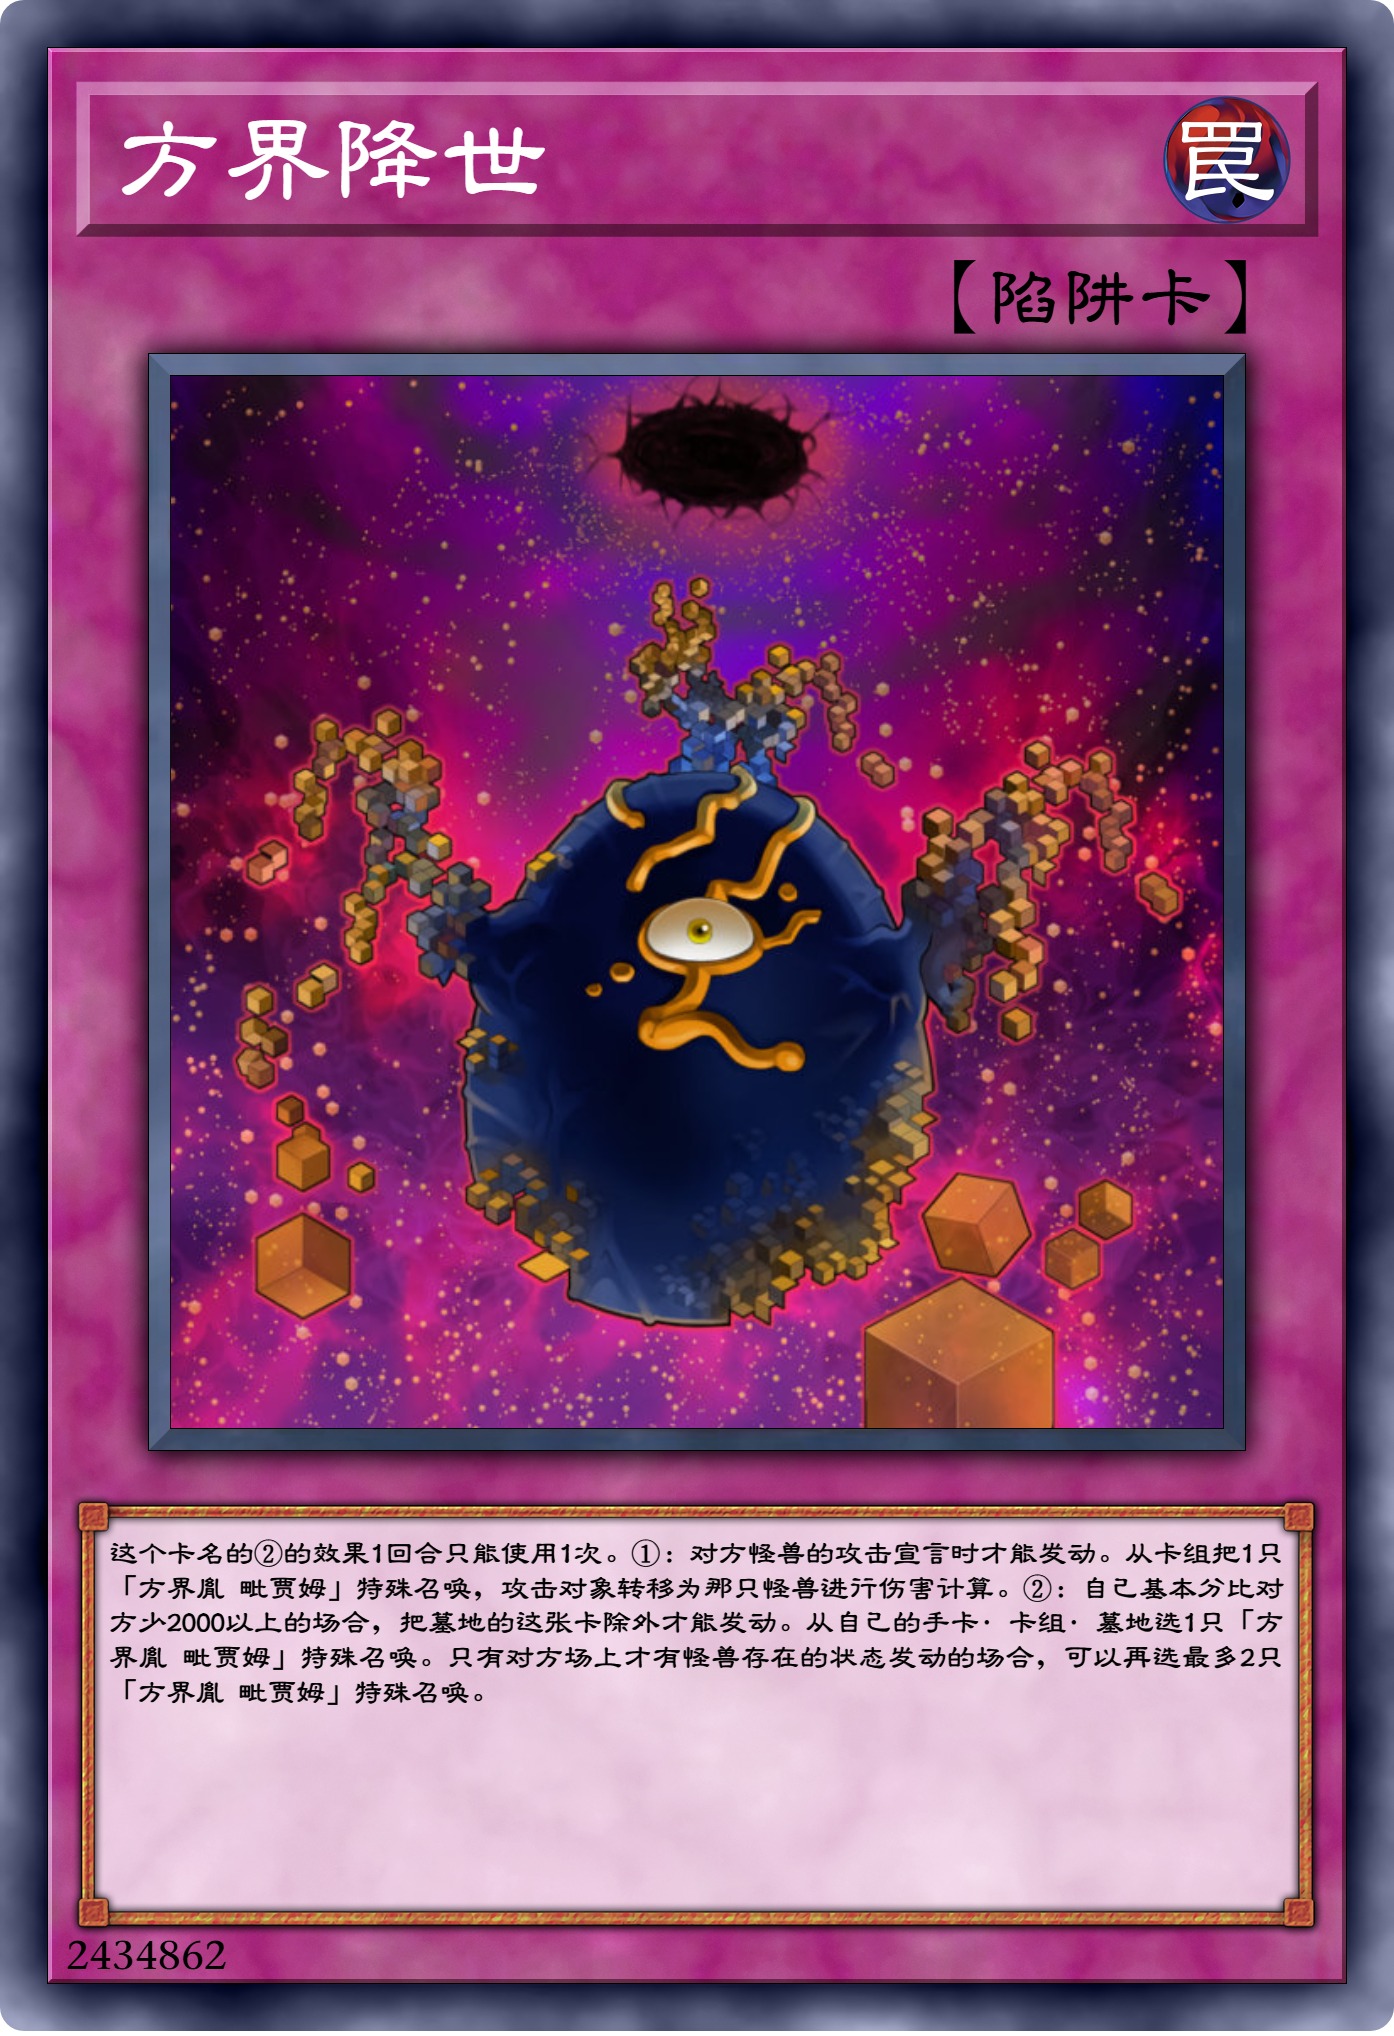 方界降世
罠
【陷阱卡】
这个卡名的②的效果1回合只能使用1次。①：对方怪兽的攻击宣言时才能发动。从卡组把1只
「方界胤 毗贾姆」特殊召唤，攻击对象转移为那只怪兽进行伤害计算。②：自己基本分比对
方少2000以上的场合，把墓地的这张卡除外才能发动。从自己的手卡·卡组·墓地选1只「方
界胤 毗贾姆」特殊召唤。只有对方场上才有怪兽存在的状态发动的场合，可以再选最多2只
「方界胤 毗贾姆」特殊召唤。
2434862